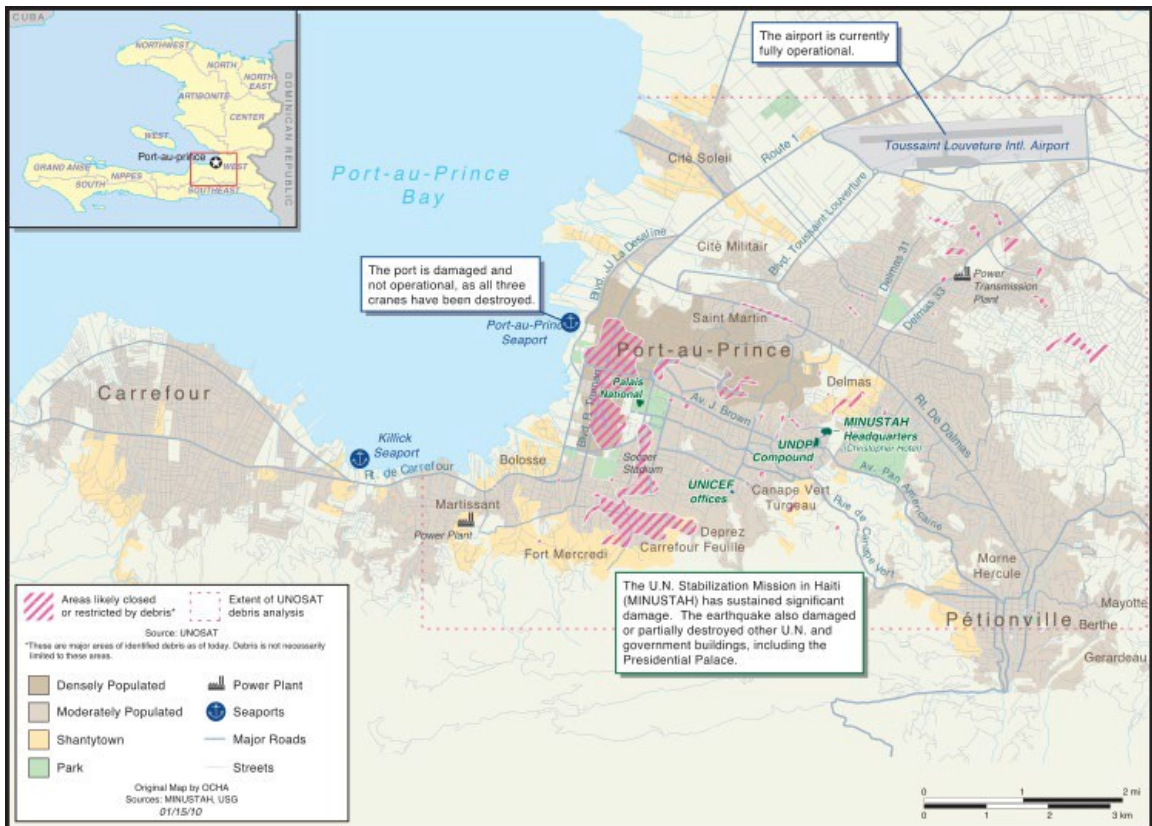 CUBA
NORTHWEST
NORTH
NORTH-
EAST
ARTIBONITE
CENTER
WEST
Port-au-prince
WEST
GRAND ANSE
NIPPES
SOUTH
SOUTHEAST
DOMINICAN REPUBLIC
The airport is currently
fully operational.
Toussaint Louveture Intl. Airport
Port-au-Prince
Bay
Cité Soleil
Route 1
Blvd. Toussaint Louverture
Blvd. JJ La Desaline
Cité Militair
The port is damaged and
not operational, as all three
cranes have been destroyed.
Port-au-Prince
Seaport
Delmas 31
Delmas 33
Power
Transmission
Plant
Saint Martin
Port-au-Prince
Palais
National
Delmas
Carrefour
Av. J. Brown
MINUSTAH
Headquarters
(Christopher Hotel)
UNDP
Compound
Rt. De Dalmas
Killick
Seaport
Rt. de Carrefour
Bolosse
Soccer
Stadium
UNICEF
offices
Canape Vert
Turgeau
Av. Pan Americaine
Rue de Canape Vert
Martissant
Power Plant
Fort Mercredi
Deprez
Carrefour Feuille
Morne
Hercule
Pétionville
Mayotte
Berthe
Gerardeau
The U.N. Stabilization Mission in Haiti
(MINUSTAH) has sustained significant
damage. The earthquake also damaged
or partially destroyed other U.N. and
government buildings, including the
Presidential Palace.
Areas likely closed
or restricted by debris*
Extent of UNOSAT
debris analysis
Source: UNOSAT
*These are major areas of identified debris as of today. Debris is not necessarily
limited to these areas.
Densely Populated
Power Plant
Moderately Populated
Seaports
Shantytown
Major Roads
Park
Streets
Original Map by OCHA
Sources: MINUSTAH, USG
01/15/10
0 1 2 mi
0 1 2 3 km